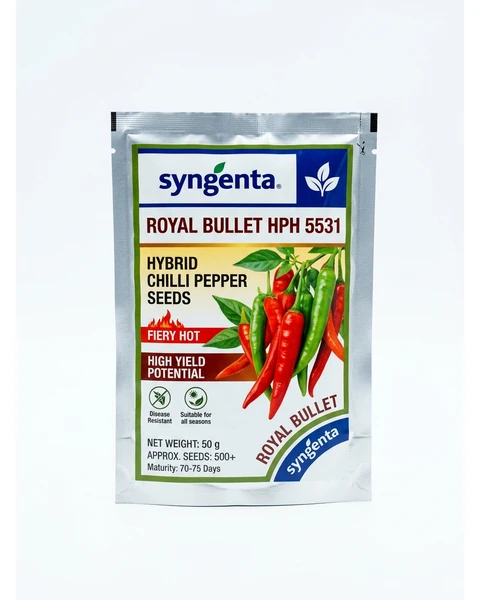 syngenta®
ROYAL BULLET HPH 5531
HYBRID
CHILLI PEPPER
SEEDS
FIERY HOT
HIGH YIELD
POTENTIAL
Disease
Resistant
Suitable for
all seasons
NET WEIGHT: 50 g
APPROX. SEEDS: 500+
Maturity: 70-75 Days
ROYAL BULLET
syngenta